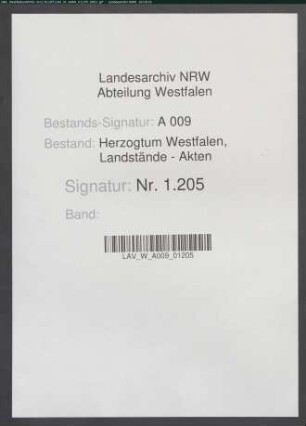 Landesarchiv NRW
Abteilung Westfalen
Bestands-Signatur: A 009
Bestand: Herzogtum Westfalen,
Landstände - Akten
Signatur: Nr. 1.205
Band:
LAV_W_A009_01205